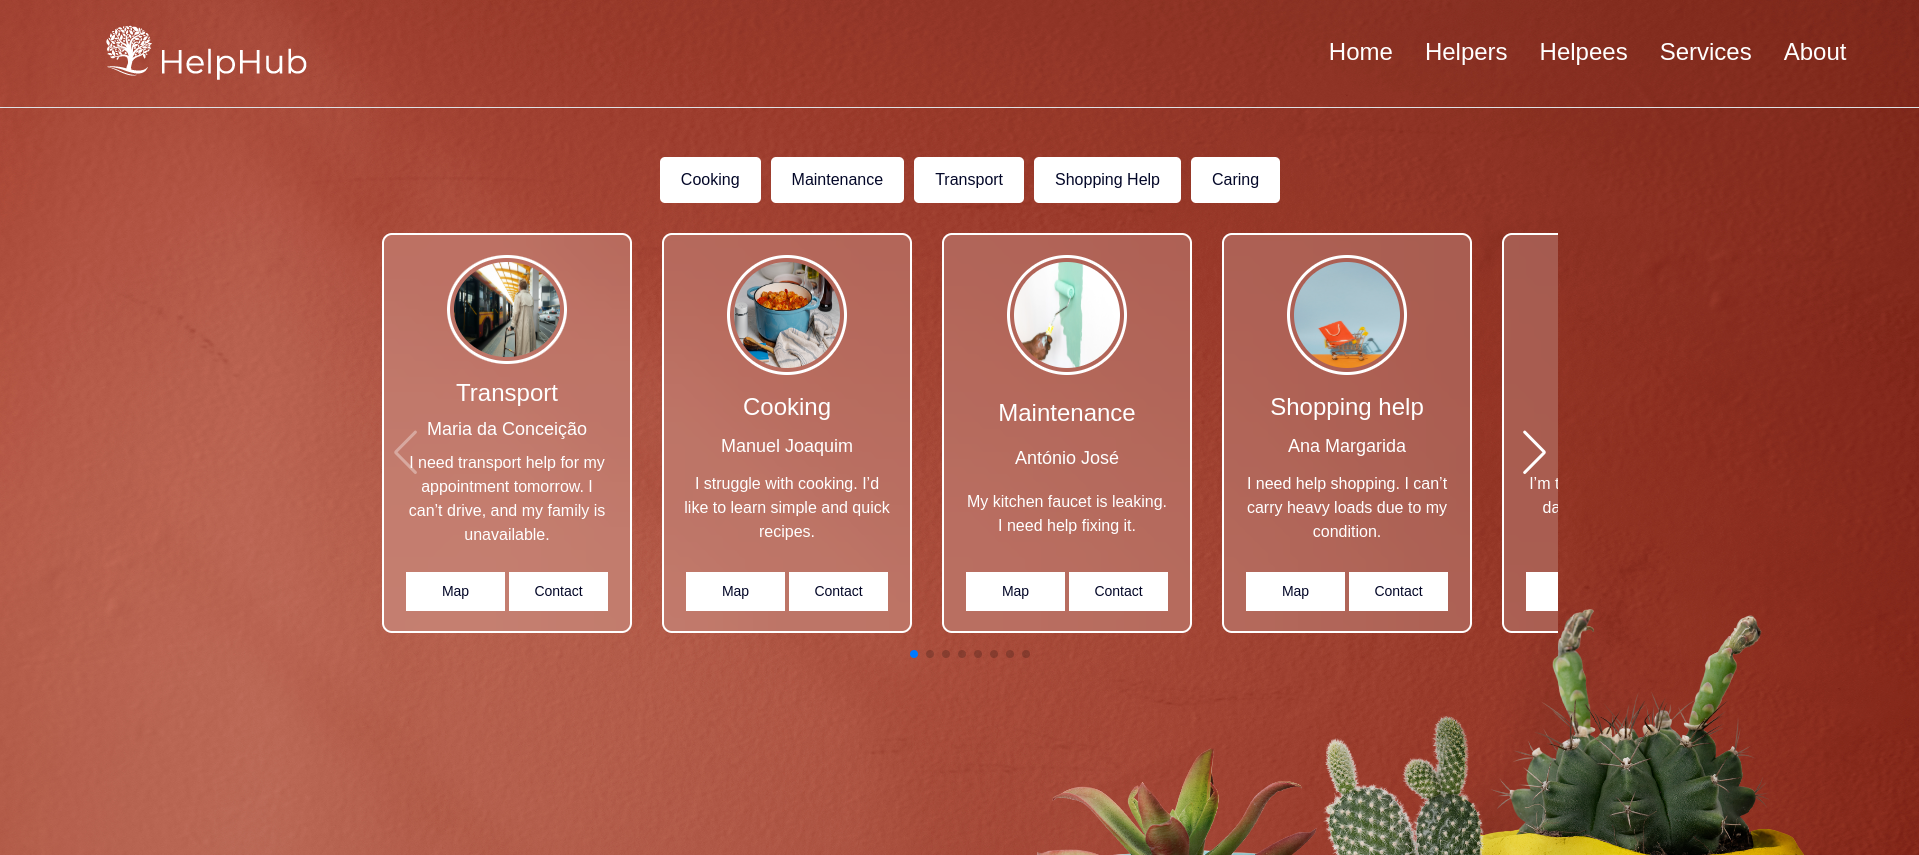 HelpHub
Home Helpers Helpees Services About
Cooking Maintenance Transport Shopping Help Caring
Transport
Maria da Conceição
I need transport help for my
appointment tomorrow. I
can’t drive, and my family is
unavailable.
Map Contact
Cooking
Manuel Joaquim
I struggle with cooking. I’d
like to learn simple and quick
recipes.
Map Contact
Maintenance
António José
My kitchen faucet is leaking.
I need help fixing it.
Map Contact
Shopping help
Ana Margarida
I need help shopping. I can’t
carry heavy loads due to my
condition.
Map Contact
I’m